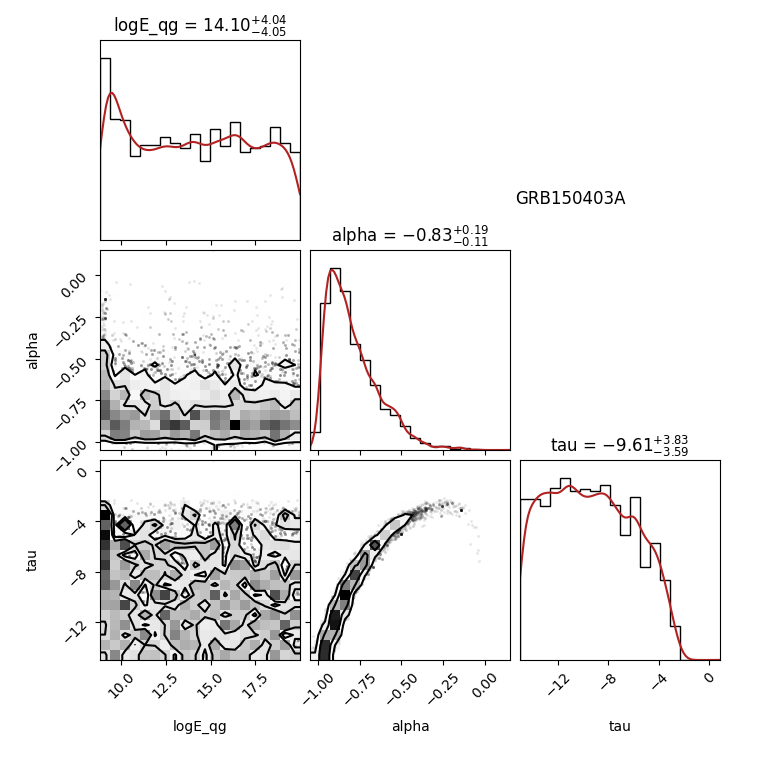 logE_qg = 14.10+4.04 −4.05
GRB150403A
alpha = −0.83+0.19 −0.11
0.00
−0.25
−0.50
−0.75
−1.00
alpha
tau = −9.61+3.83 −3.59
0
−4
−8
−12
tau
10.0 12.5 15.0 17.5
−1.00 −0.75 −0.50 −0.25 0.00
−12 −8 −4 0
logE_qg alpha tau